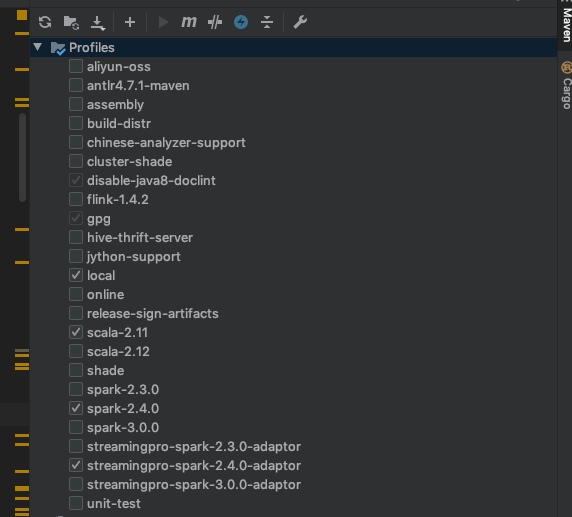 m
Profiles
aliyun-oss
antlr4.7.1-maven
assembly
build-distr
chinese-analyzer-support
cluster-shade
disable-java8-doclint
flink-1.4.2
gpg
hive-thrift-server
jython-support
local
online
release-sign-artifacts
scala-2.11
scala-2.12
shade
spark-2.3.0
spark-2.4.0
spark-3.0.0
streamingpro-spark-2.3.0-adaptor
streamingpro-spark-2.4.0-adaptor
streamingpro-spark-3.0.0-adaptor
unit-test
Maven
Cargo